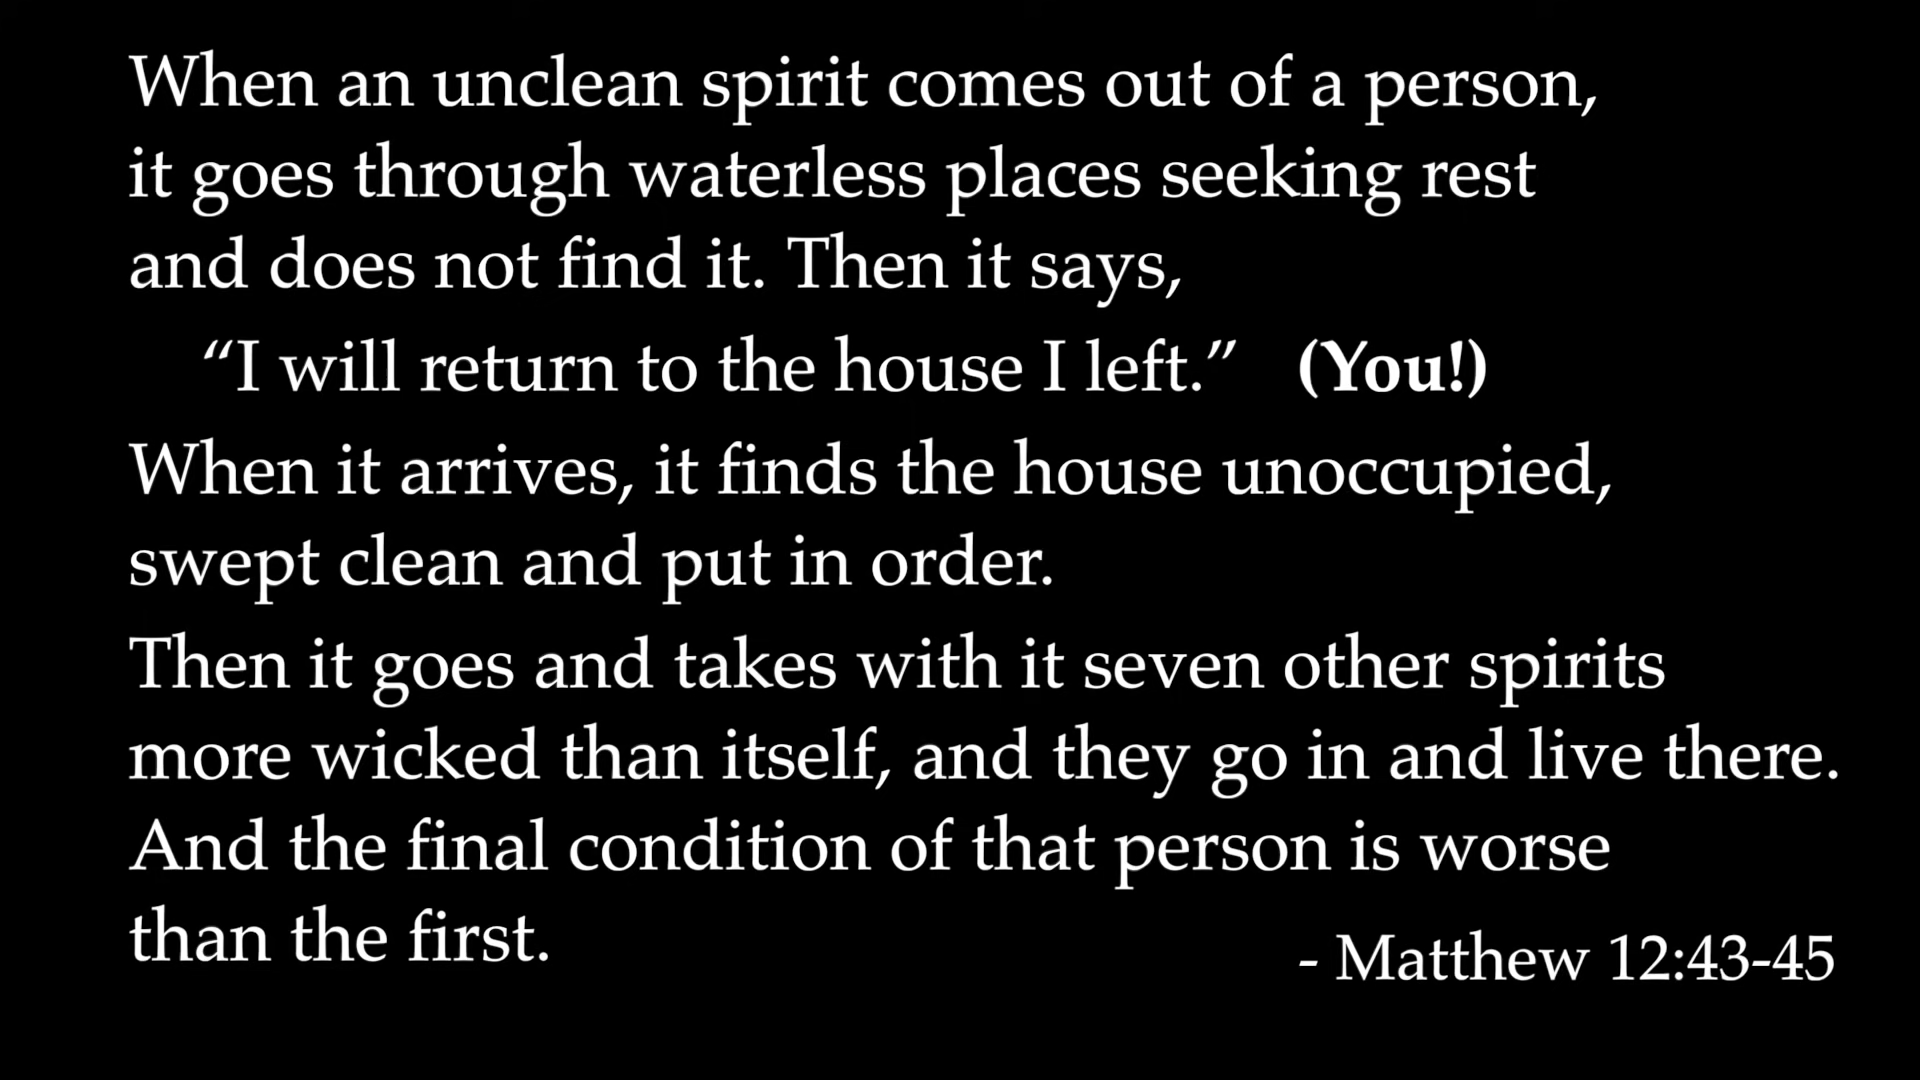 When an unclean spirit comes out of a person,
it goes through waterless places seeking rest
and does not find it. Then it says,
“I will return to the house I left.” (You!)
When it arrives, it finds the house unoccupied,
swept clean and put in order.
Then it goes and takes with it seven other spirits
more wicked than itself, and they go in and live there.
And the final condition of that person is worse
than the first.
- Matthew 12:43-45